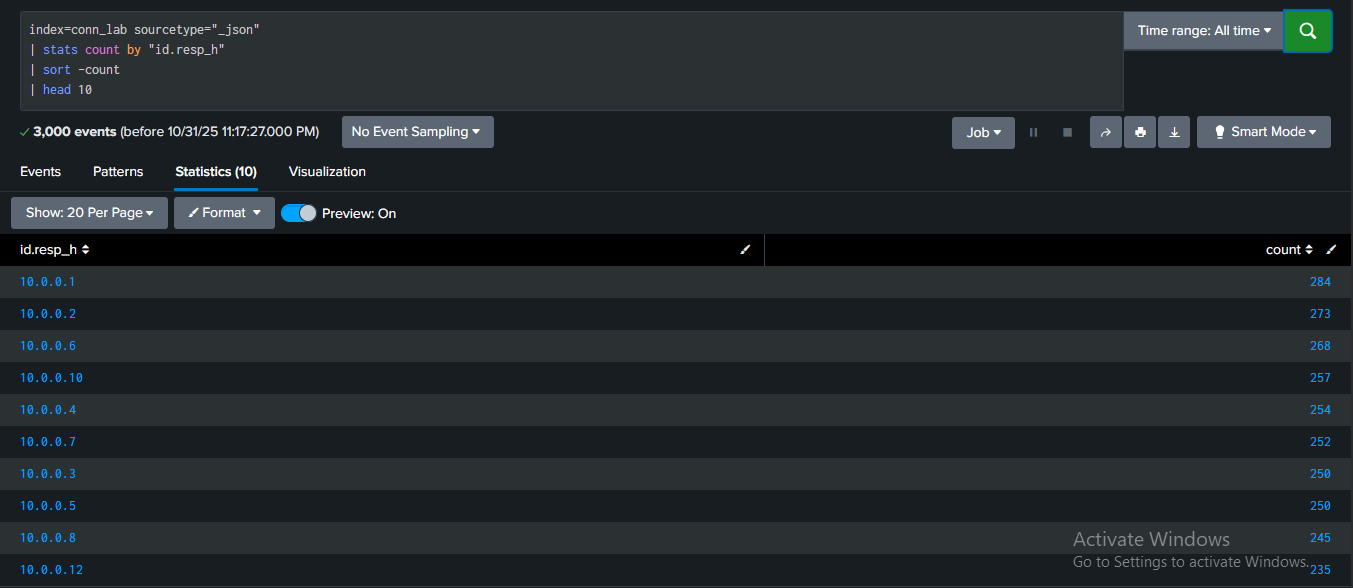 index=conn_lab sourcetype="_json"
| stats count by "id.resp_h"
| sort -count
| head 10
Time range: All time
3,000 events (before 10/31/25 11:17:27.000 PM)
No Event Sampling
Job
Smart Mode
Events Patterns Statistics (10) Visualization
Show: 20 Per Page Format Preview: On
id.resp_h count
10.0.0.1 284
10.0.0.2 273
10.0.0.6 268
10.0.0.10 257
10.0.0.4 254
10.0.0.7 252
10.0.0.3 250
10.0.0.5 250
10.0.0.8 245
10.0.0.12 235
Activate Windows
Go to Settings to activate Windows.